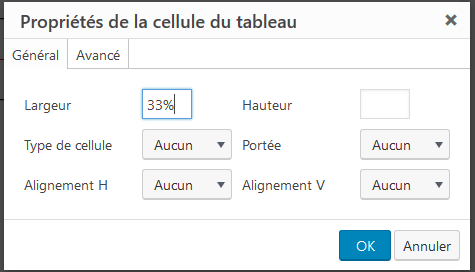 Propriétés de la cellule du tableau ×
Général Avancé
Largeur 33% Hauteur
Type de cellule Aucun Portée Aucun
Alignement H Aucun Alignement V Aucun
OK Annuler